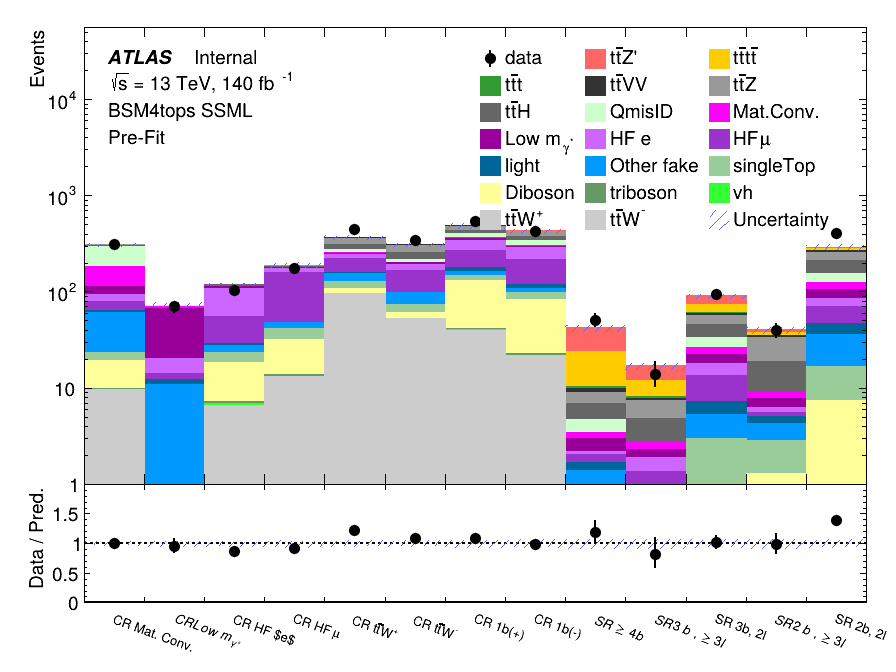 Events
ATLAS Internal
√s = 13 TeV, 140 fb⁻¹
BSM4tops SSML
Pre-Fit
data
tt̄Z'
tt̄tt̄
tt̄t
tt̄VV
tt̄Z
tt̄H
QmisID
Mat.Conv.
Low m_γ*
HF e
HFμ
light
Other fake
singleTop
Diboson
triboson
vh
tt̄W⁺
tt̄W⁻
Uncertainty
10⁴
10³
10²
10
1
Data / Pred.
1.5
1
0.5
0
CR Mat. Conv.
CRLow m_γ*
CR HF $e$
CR HF μ
CR tt̄W⁺
CR tt̄W⁻
CR 1b(+)
CR 1b(-)
SR ≥ 4b
SR3 b , ≥ 3l
SR 3b, 2l
SR2 b , ≥ 3l
SR 2b, 2l